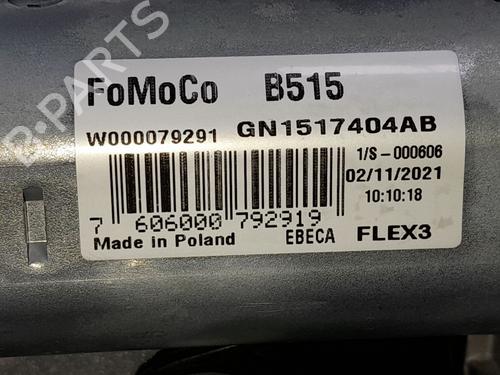 B-PARTS
FoMoCo B515
W000079291 GN1517404AB
1/S-000606
02/11/2021
10:10:18
7 606000 792919
Made in Poland EBECA FLEX3